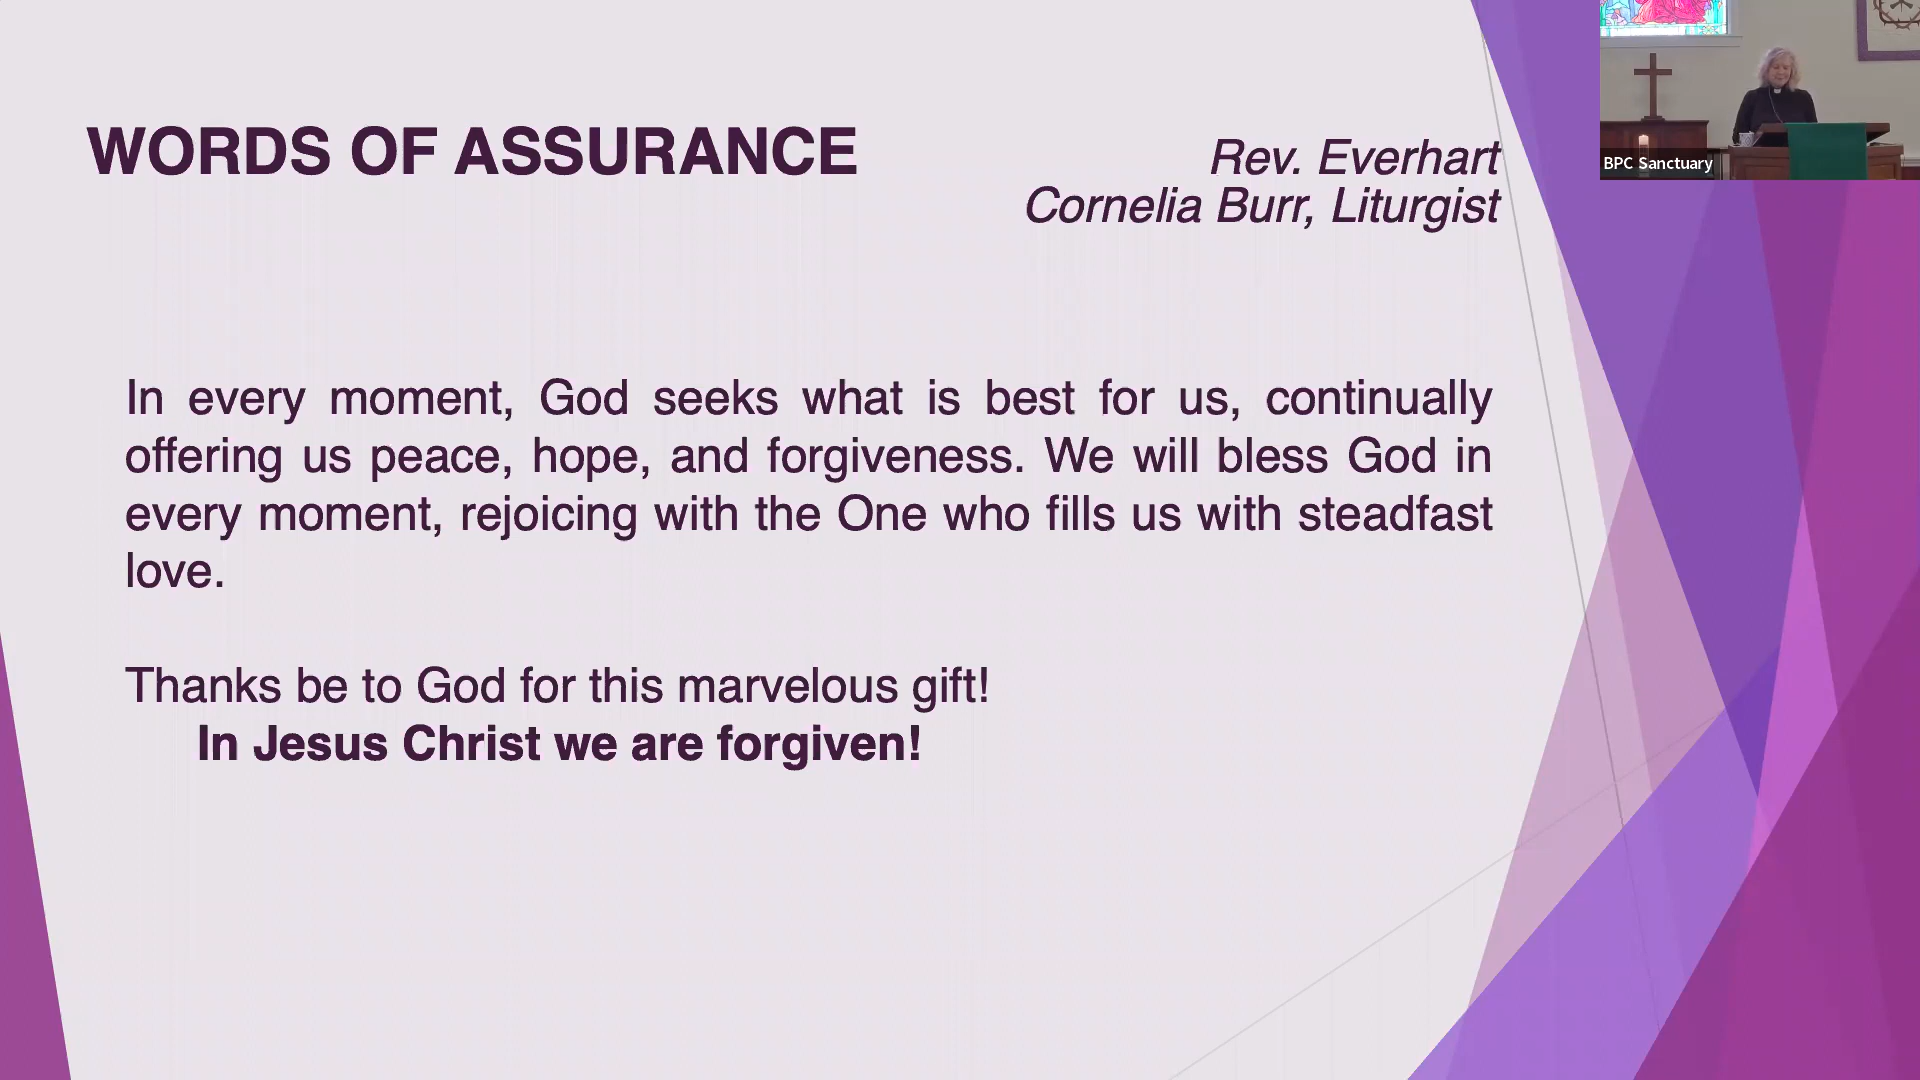 WORDS OF ASSURANCE
Rev. Everhart
Cornelia Burr, Liturgist
BPC Sanctuary
In every moment, God seeks what is best for us, continually
offering us peace, hope, and forgiveness. We will bless God in
every moment, rejoicing with the One who fills us with steadfast
love.
Thanks be to God for this marvelous gift!
In Jesus Christ we are forgiven!